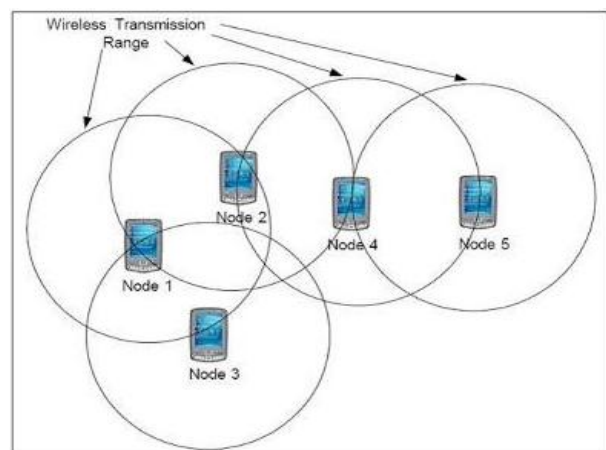 Wireless Transmission
Range
Node 2
Node 4
Node 5
Node 1
Node 3